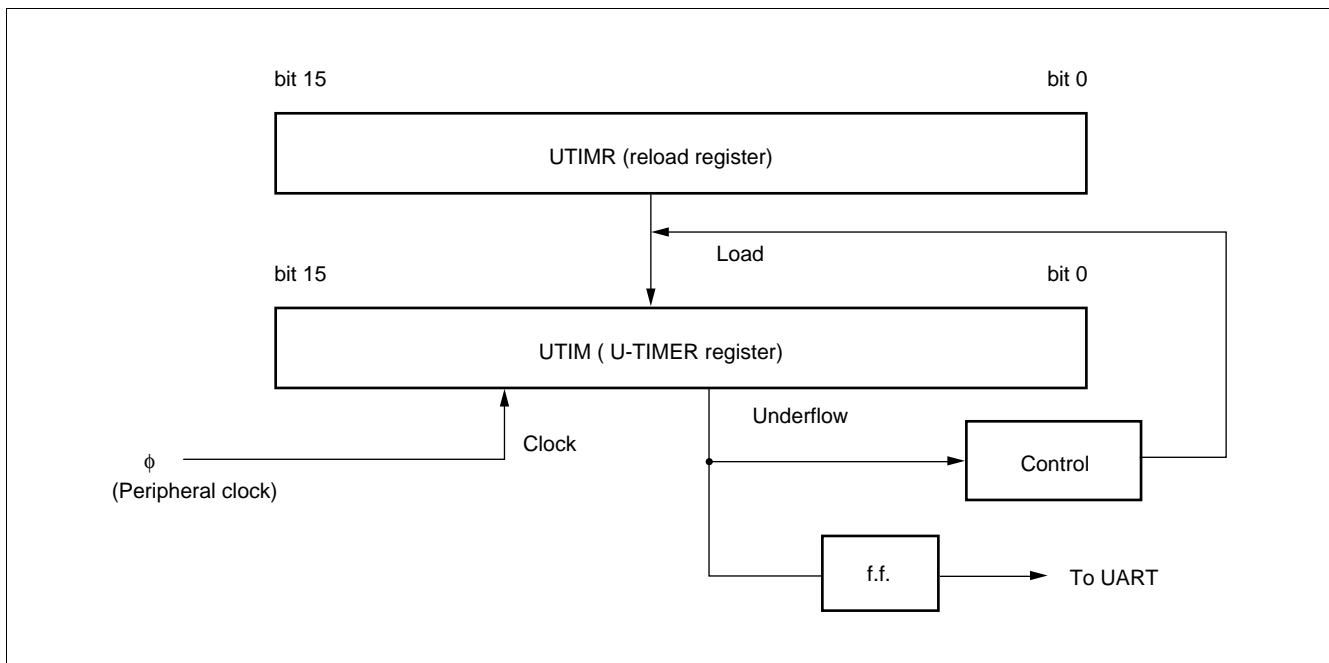 bit 15 bit 0
UTIMR (reload register)
Load
bit 15 bit 0
UTIM ( U-TIMER register)
Underflow
Clock
Control
ϕ
(Peripheral clock)
f.f.
To UART